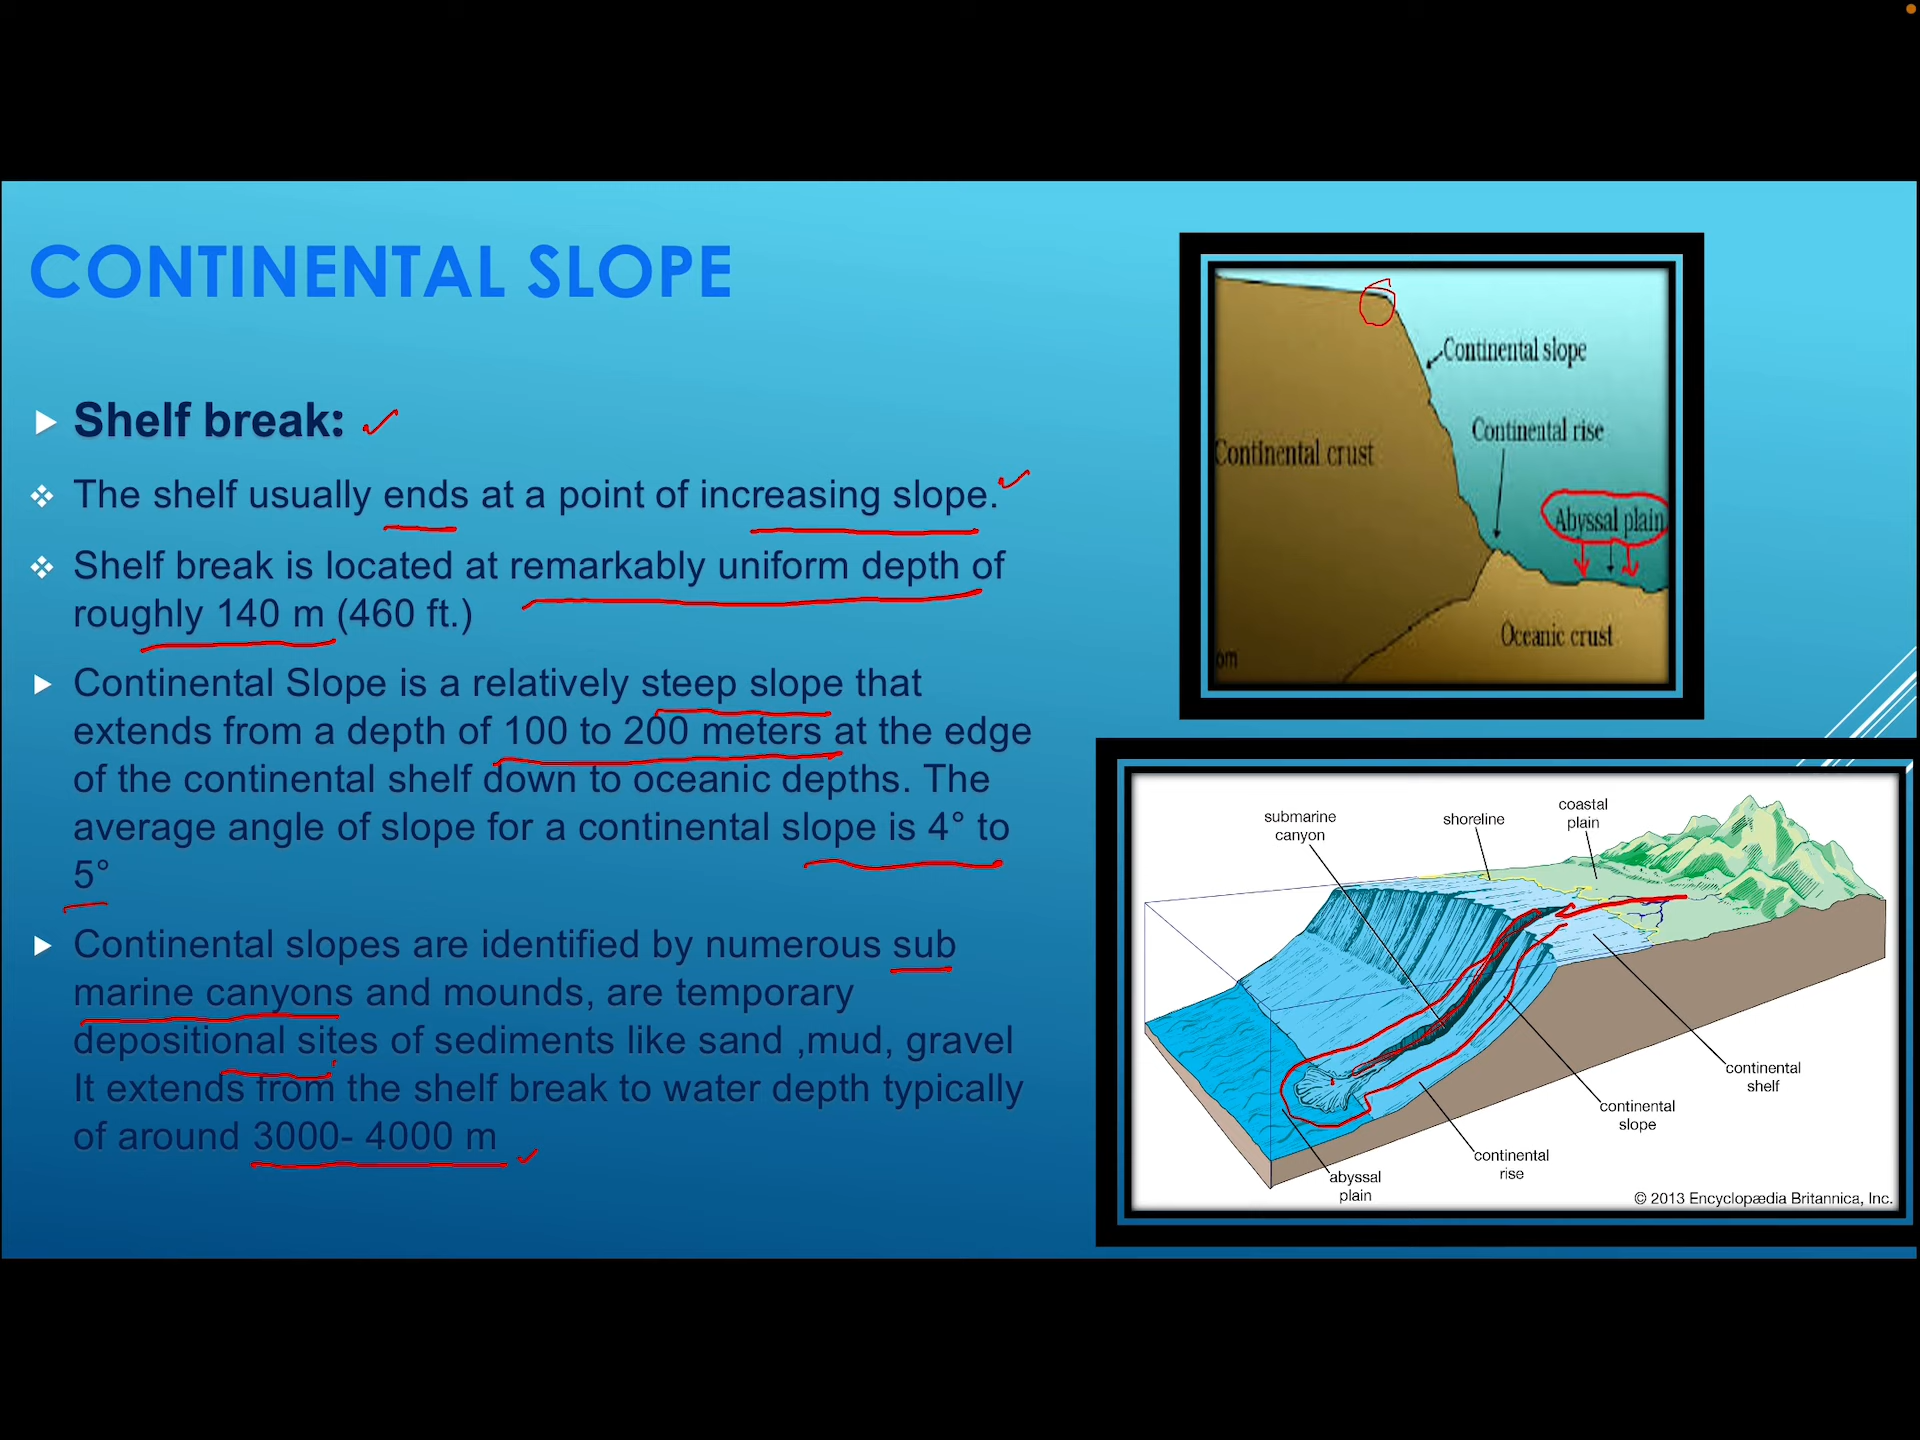 CONTINENTAL SLOPE
Shelf break:
The shelf usually ends at a point of increasing slope.
Shelf break is located at remarkably uniform depth of
roughly 140 m (460 ft.)
Continental Slope is a relatively steep slope that
extends from a depth of 100 to 200 meters at the edge
of the continental shelf down to oceanic depths. The
average angle of slope for a continental slope is 4° to
5°
Continental slopes are identified by numerous sub
marine canyons and mounds, are temporary
depositional sites of sediments like sand ,mud, gravel
It extends from the shelf break to water depth typically
of around 3000- 4000 m
Continental slope
Continental rise
Continental crust
Abyssal plain
Oceanic crust
om
submarine
canyon
shoreline
coastal
plain
continental
shelf
continental
slope
continental
rise
abyssal
plain
© 2013 Encyclopædia Britannica, Inc.